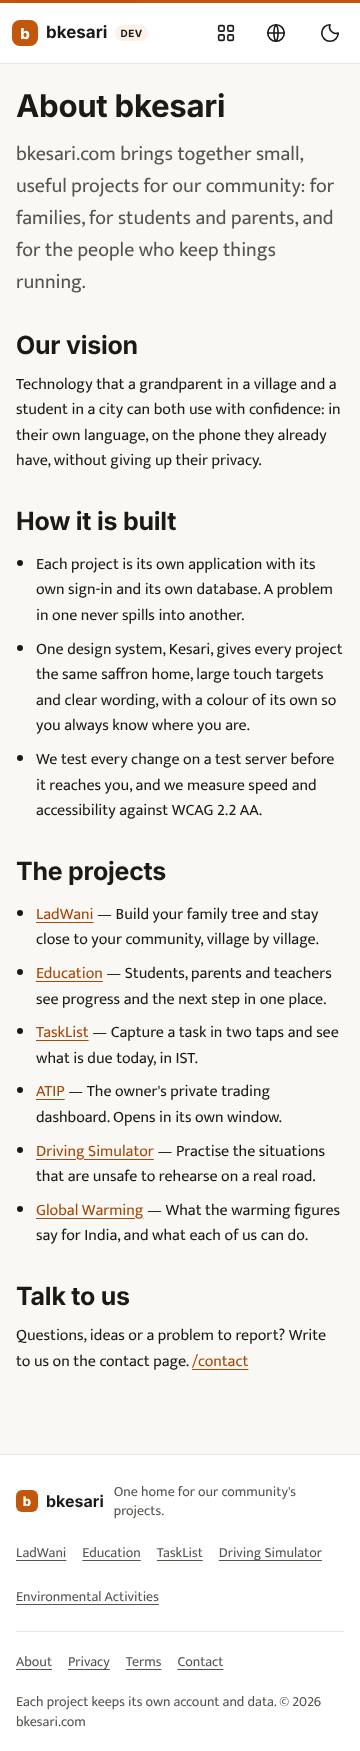 b bkesari DEV
About bkesari
bkesari.com brings together small,
useful projects for our community: for
families, for students and parents, and
for the people who keep things
running.
Our vision
Technology that a grandparent in a village and a
student in a city can both use with confidence: in
their own language, on the phone they already
have, without giving up their privacy.
How it is built
• Each project is its own application with its
own sign-in and its own database. A problem
in one never spills into another.
• One design system, Kesari, gives every project
the same saffron home, large touch targets
and clear wording, with a colour of its own so
you always know where you are.
• We test every change on a test server before
it reaches you, and we measure speed and
accessibility against WCAG 2.2 AA.
The projects
• LadWani — Build your family tree and stay
close to your community, village by village.
• Education — Students, parents and teachers
see progress and the next step in one place.
• TaskList — Capture a task in two taps and see
what is due today, in IST.
• ATIP — The owner's private trading
dashboard. Opens in its own window.
• Driving Simulator — Practise the situations
that are unsafe to rehearse on a real road.
• Global Warming — What the warming figures
say for India, and what each of us can do.
Talk to us
Questions, ideas or a problem to report? Write
to us on the contact page. /contact
b bkesari One home for our community's
projects.
LadWani Education TaskList Driving Simulator
Environmental Activities
About Privacy Terms Contact
Each project keeps its own account and data. © 2026
bkesari.com